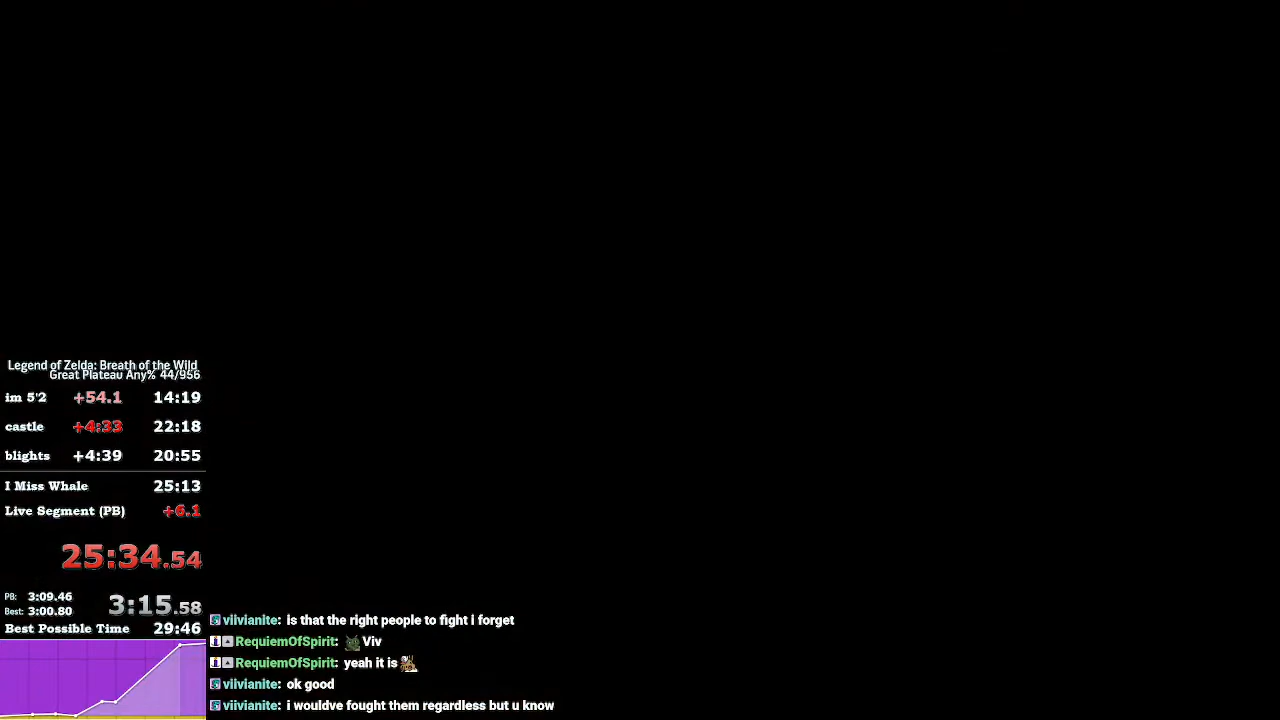 Legend of Zelda: Breath of the Wild
Great Plateau Any% 44/956
im 5'2 +54.1 14:19
castle +4:33 22:18
blights +4:39 20:55
I Miss Whale 25:13
Live Segment (PB) +6.1
25:34.54
PB: 3:09.46
Best: 3:00.80
3:15.58
Best Possible Time 29:46
viivianite: is that the right people to fight i forget
RequiemOfSpirit: Viv
RequiemOfSpirit: yeah it is
viivianite: ok good
viivianite: i wouldve fought them regardless but u know